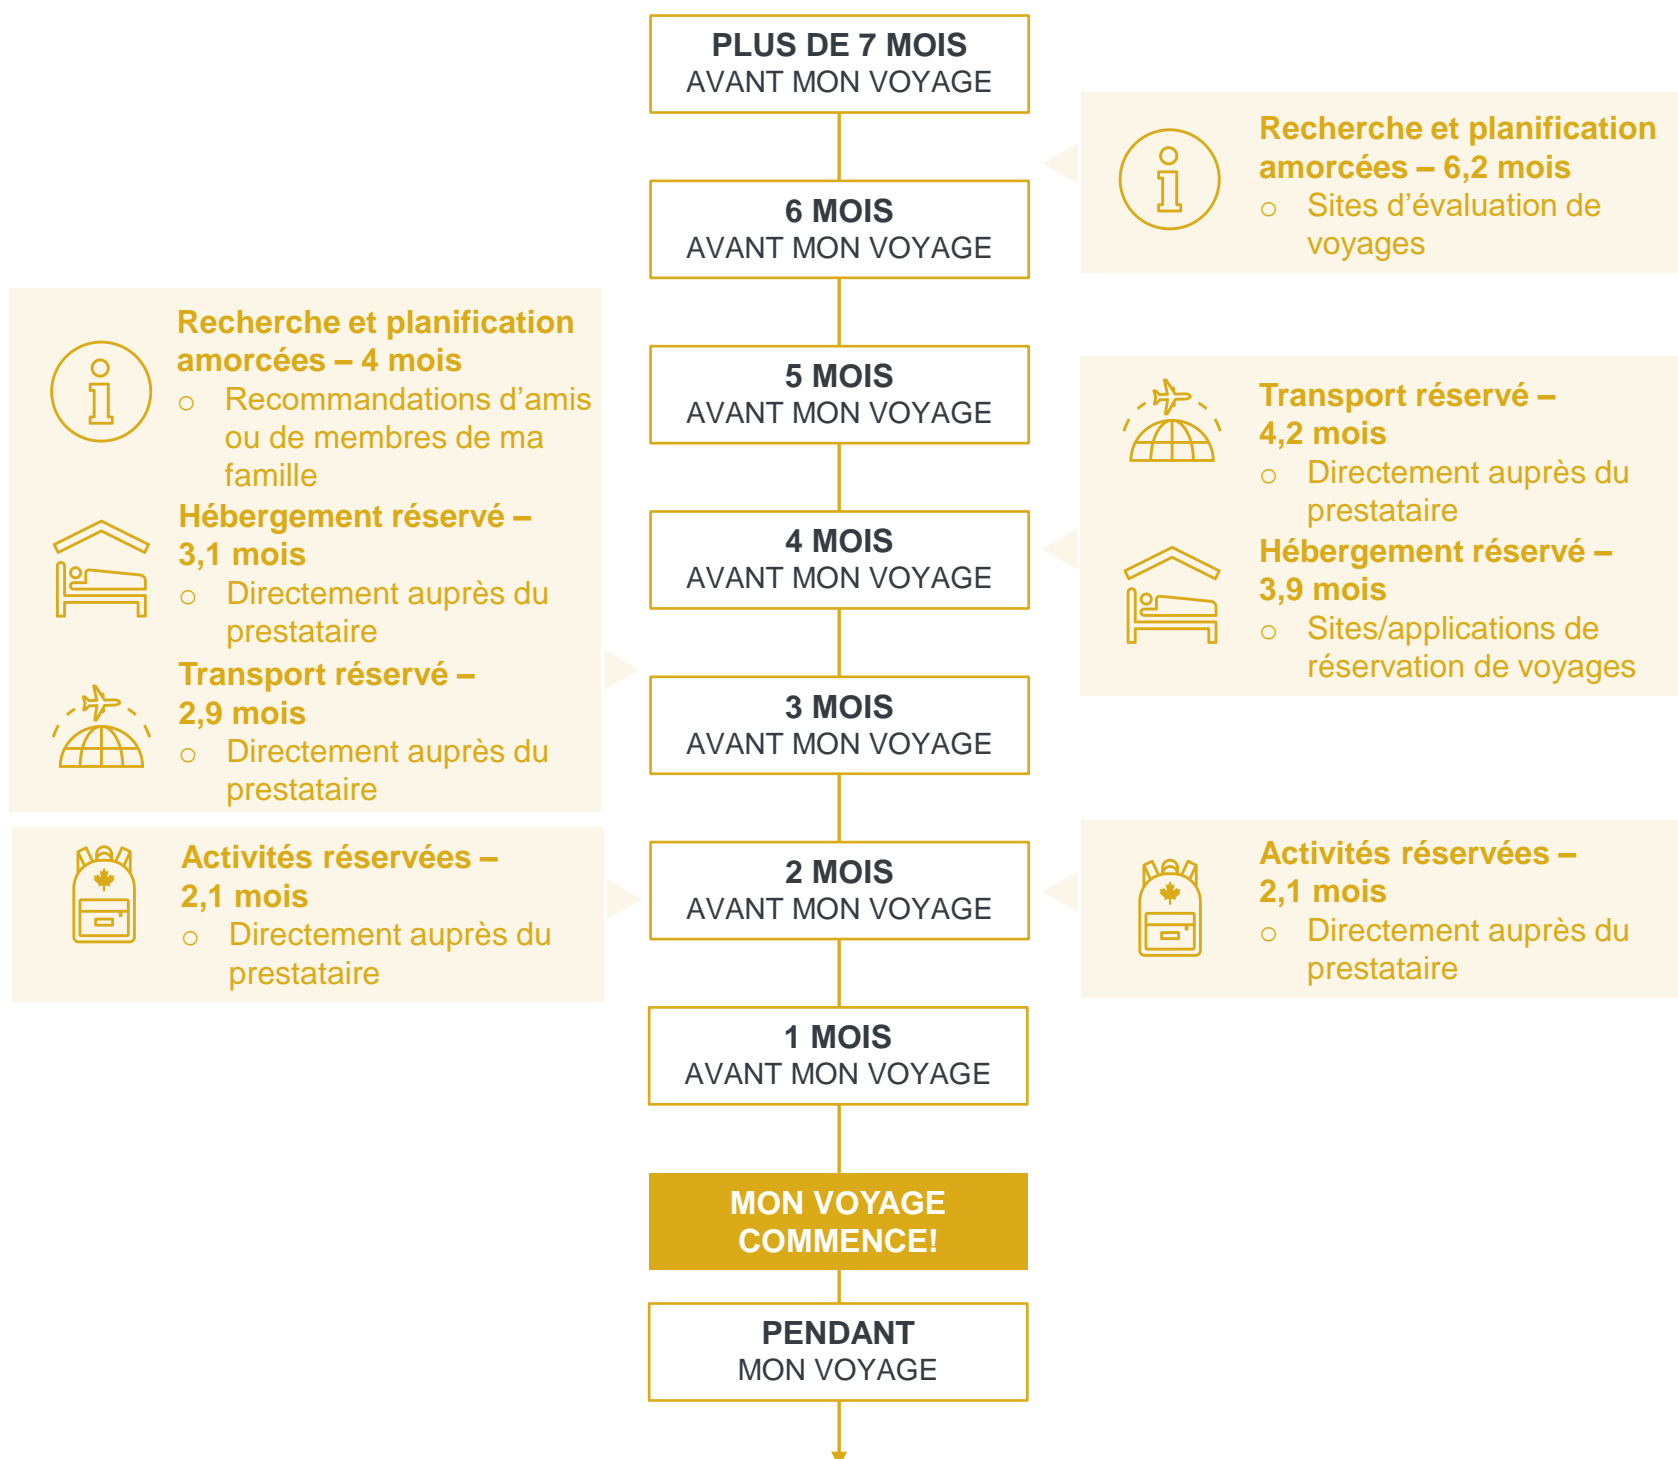 PLUS DE 7 MOIS
AVANT MON VOYAGE
Recherche et planification
amorcées – 6,2 mois
o Sites d’évaluation de
voyages
6 MOIS
AVANT MON VOYAGE
Recherche et planification
amorcées – 4 mois
o Recommandations d’amis
ou de membres de ma
famille
Hébergement réservé –
3,1 mois
o Directement auprès du
prestataire
Transport réservé –
2,9 mois
o Directement auprès du
prestataire
5 MOIS
AVANT MON VOYAGE
Transport réservé –
4,2 mois
o Directement auprès du
prestataire
Hébergement réservé –
3,9 mois
o Sites/applications de
réservation de voyages
4 MOIS
AVANT MON VOYAGE
3 MOIS
AVANT MON VOYAGE
Activités réservées –
2,1 mois
o Directement auprès du
prestataire
2 MOIS
AVANT MON VOYAGE
Activités réservées –
2,1 mois
o Directement auprès du
prestataire
1 MOIS
AVANT MON VOYAGE
MON VOYAGE
COMMENCE!
PENDANT
MON VOYAGE